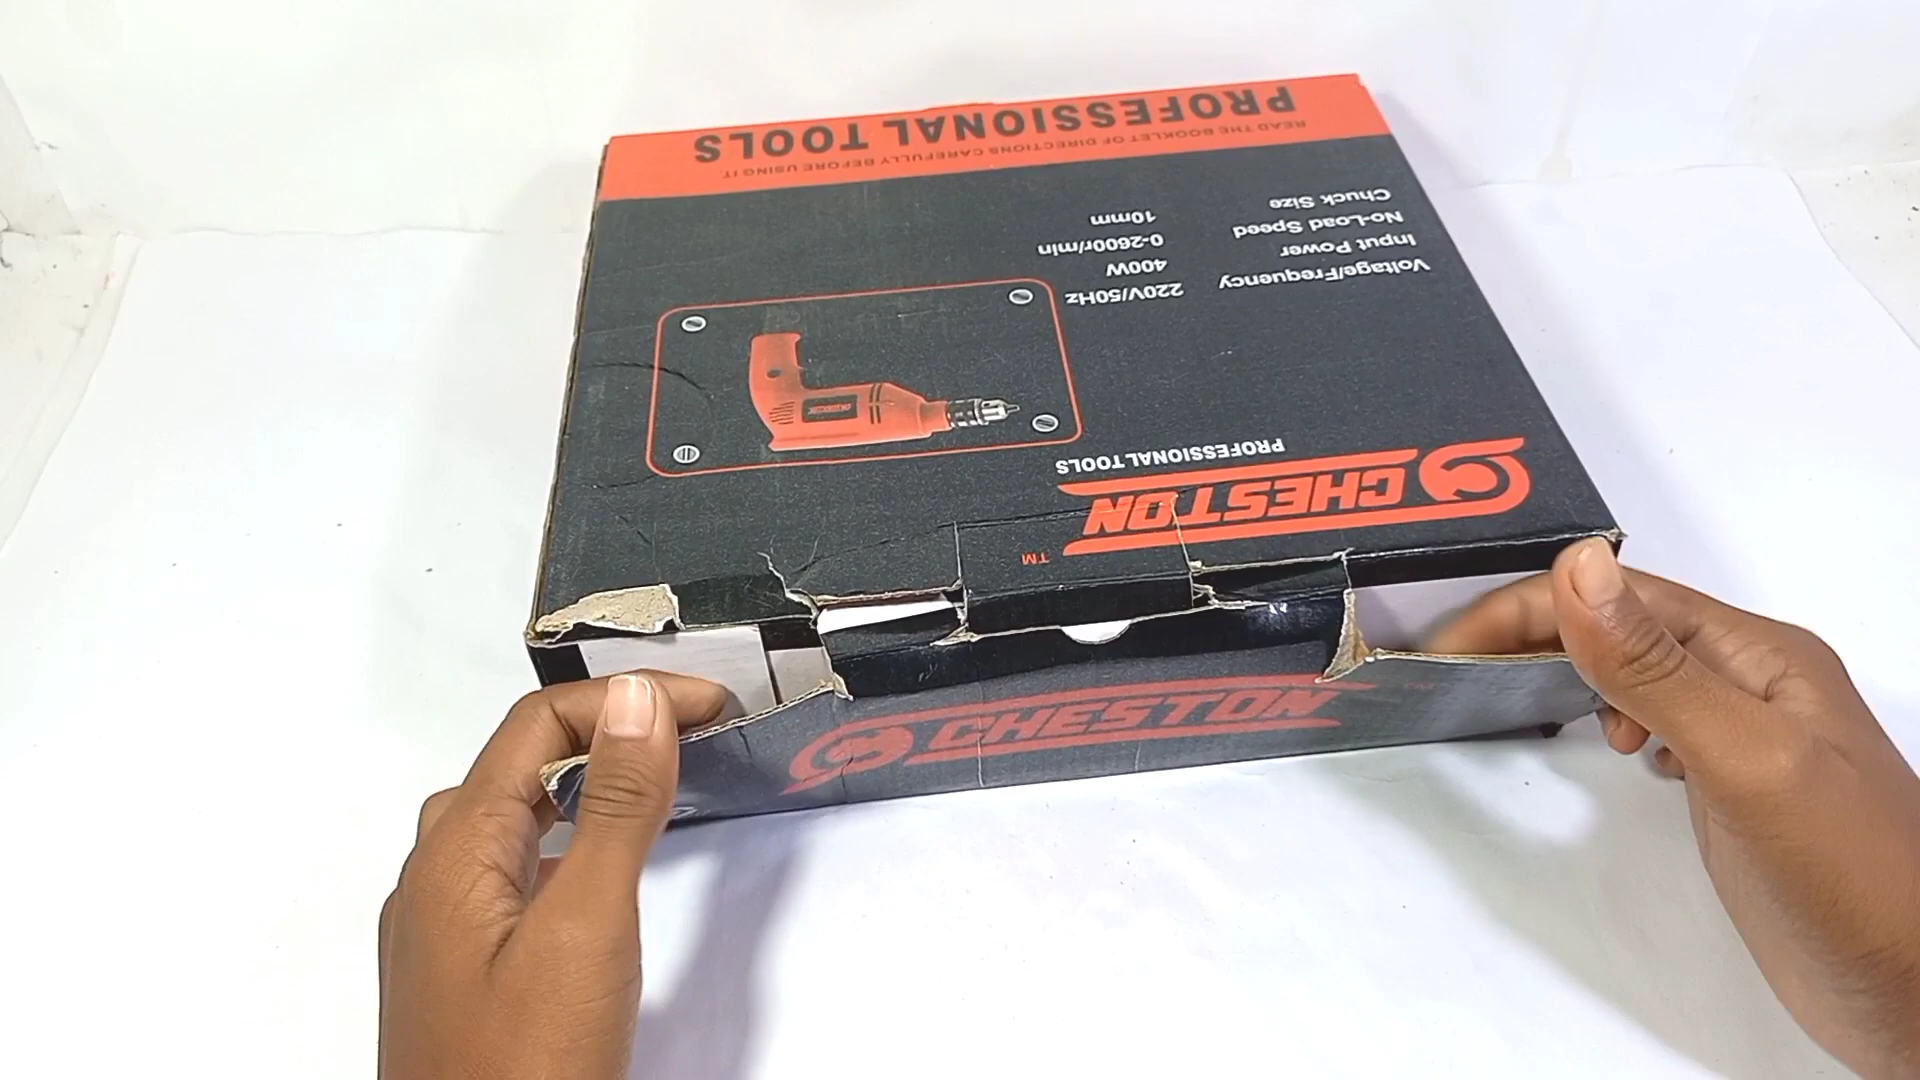 CHESTON
TM
PROFESSIONAL TOOLS
Voltage/Frequency 220V/50Hz
Input Power 400W
No-Load Speed 0-2600r/min
Chuck Size 10mm
READ THE BOOKLET OF DIRECTIONS CAREFULLY BEFORE USING IT.
PROFESSIONAL TOOLS
CHESTON